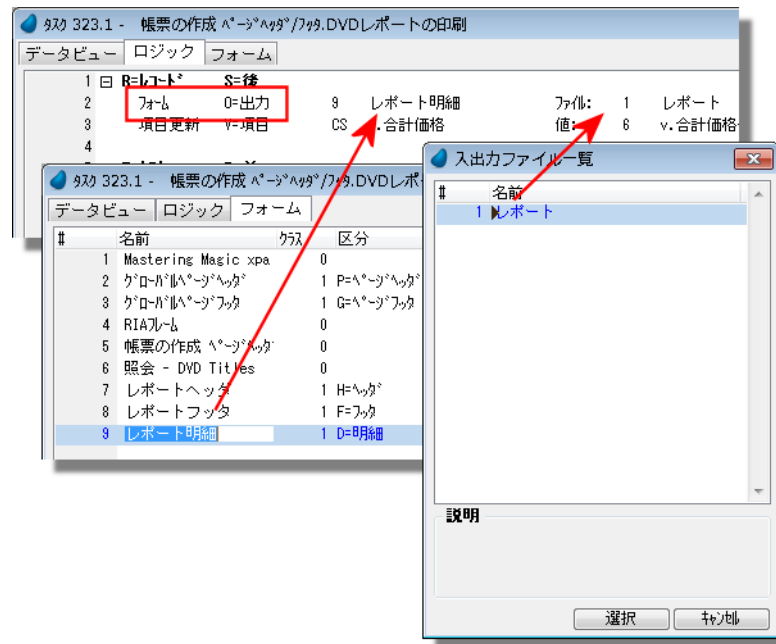 ﾀｽｸ 323.1 - 帳票の作成 ﾍﾟｰｼﾞﾍｯﾀﾞ/ﾌｯﾀ.DVDレポートの印刷
データビュー ロジック フォーム
1 R=ﾚｺｰﾄﾞ S=後
2 ﾌｫｰﾑ O=出力 9 レポート明細 ﾌｧｲﾙ: 1 レポート
3 項目更新 V=項目 CS .合計価格 値: 6 v.合計価格
4
ﾀｽｸ 323.1 - 帳票の作成 ﾍﾟｰｼﾞﾍｯﾀﾞ/ﾌｯﾀ.DVDレポー
データビュー ロジック フォーム
# 名前 ｸﾗｽ 区分
1 Mastering Magic xpa 0
2 ｸﾞﾛｰﾊﾞﾙﾍﾟｰｼﾞﾍｯﾀﾞ 1 P=ﾍﾟｰｼﾞﾍｯﾀﾞ
3 ｸﾞﾛｰﾊﾞﾙﾍﾟｰｼﾞﾌｯﾀ 1 G=ﾍﾟｰｼﾞﾌｯﾀ
4 RIAﾌﾚｰﾑ 0
5 帳票の作成 ﾍﾟｰｼﾞﾍｯﾀﾞ 0
6 照会 - DVD Titles 0
7 レポートヘッダ 1 H=ﾍｯﾀﾞ
8 レポートフッタ 1 F=ﾌｯﾀ
9 レポート明細 1 D=明細
入出力ファイル一覧
# 名前
1 レポート
説明
選択 ｷｬﾝｾﾙ